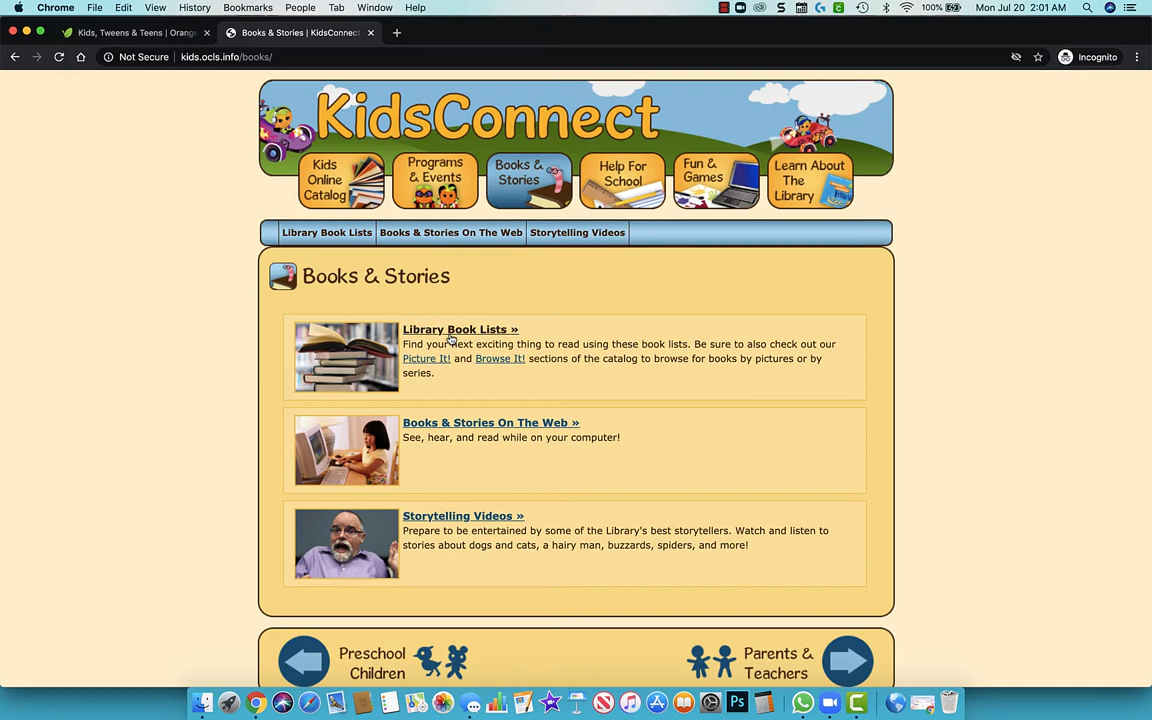 Chrome File Edit View History Bookmarks People Tab Window Help 100% Mon Jul 20 2:01 AM
Kids, Tweens & Teens | Orang Books & Stories | KidsConnect
Not Secure | kids.ocls.info/books/ Incognito
KidsConnect
Kids Online Catalog
Programs & Events
Books & Stories
Help For School
Fun & Games
Learn About The Library
Library Book Lists Books & Stories On The Web Storytelling Videos
Books & Stories
Library Book Lists »
Find your next exciting thing to read using these book lists. Be sure to also check out our
Picture It! and Browse It! sections of the catalog to browse for books by pictures or by
series.
Books & Stories On The Web »
See, hear, and read while on your computer!
Storytelling Videos »
Prepare to be entertained by some of the Library's best storytellers. Watch and listen to
stories about dogs and cats, a hairy man, buzzards, spiders, and more!
Preschool Children
Parents & Teachers